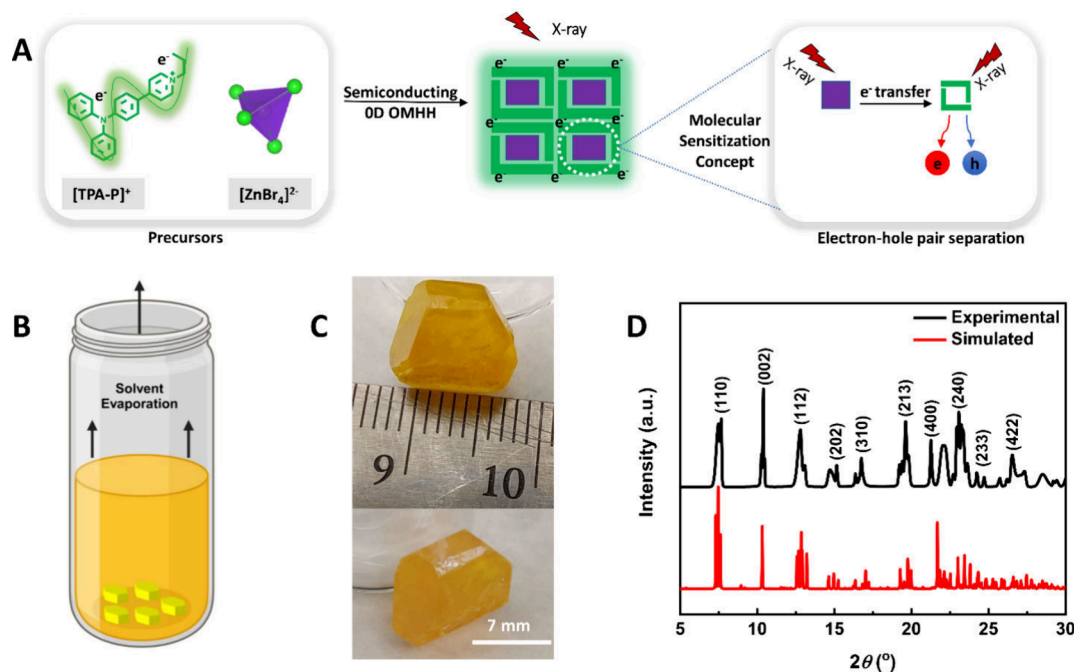 A
e⁻
e⁻
N
N⁺
[TPA-P]⁺
[ZnBr₄]²⁻
Precursors
Semiconducting
0D OMHH
X-ray
e⁻ e⁻
e⁻ e⁻ e⁻
e⁻ e⁻ e⁻
Molecular
Sensitization
Concept
X-ray
e⁻ transfer
X-ray
e
h
Electron-hole pair separation
B
Solvent
Evaporation
C
9
10
7 mm
D
Experimental
Simulated
(110)
(002)
(112)
(202)
(310)
(213)
(400)
(240)
(233)
(422)
Intensity (a.u.)
5 10 15 20 25 30
2θ (º)